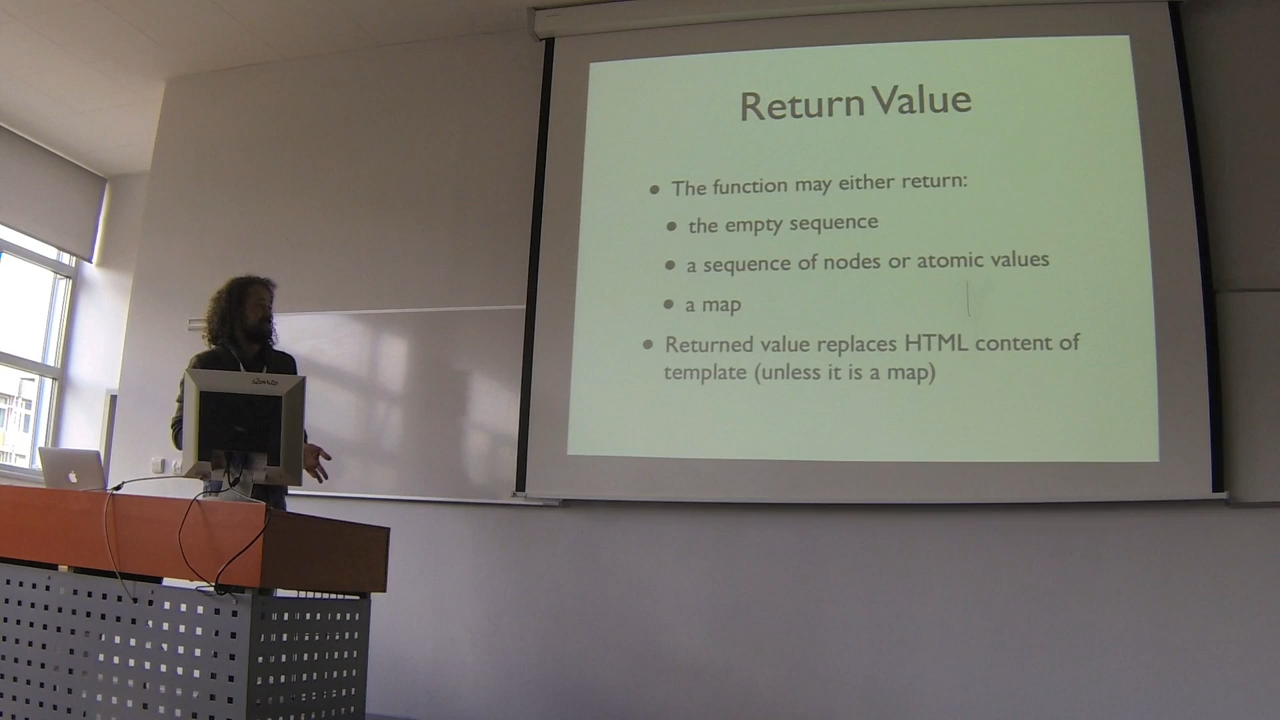 Return Value
The function may either return:
the empty sequence
a sequence of nodes or atomic values
a map
Returned value replaces HTML content of
template (unless it is a map)